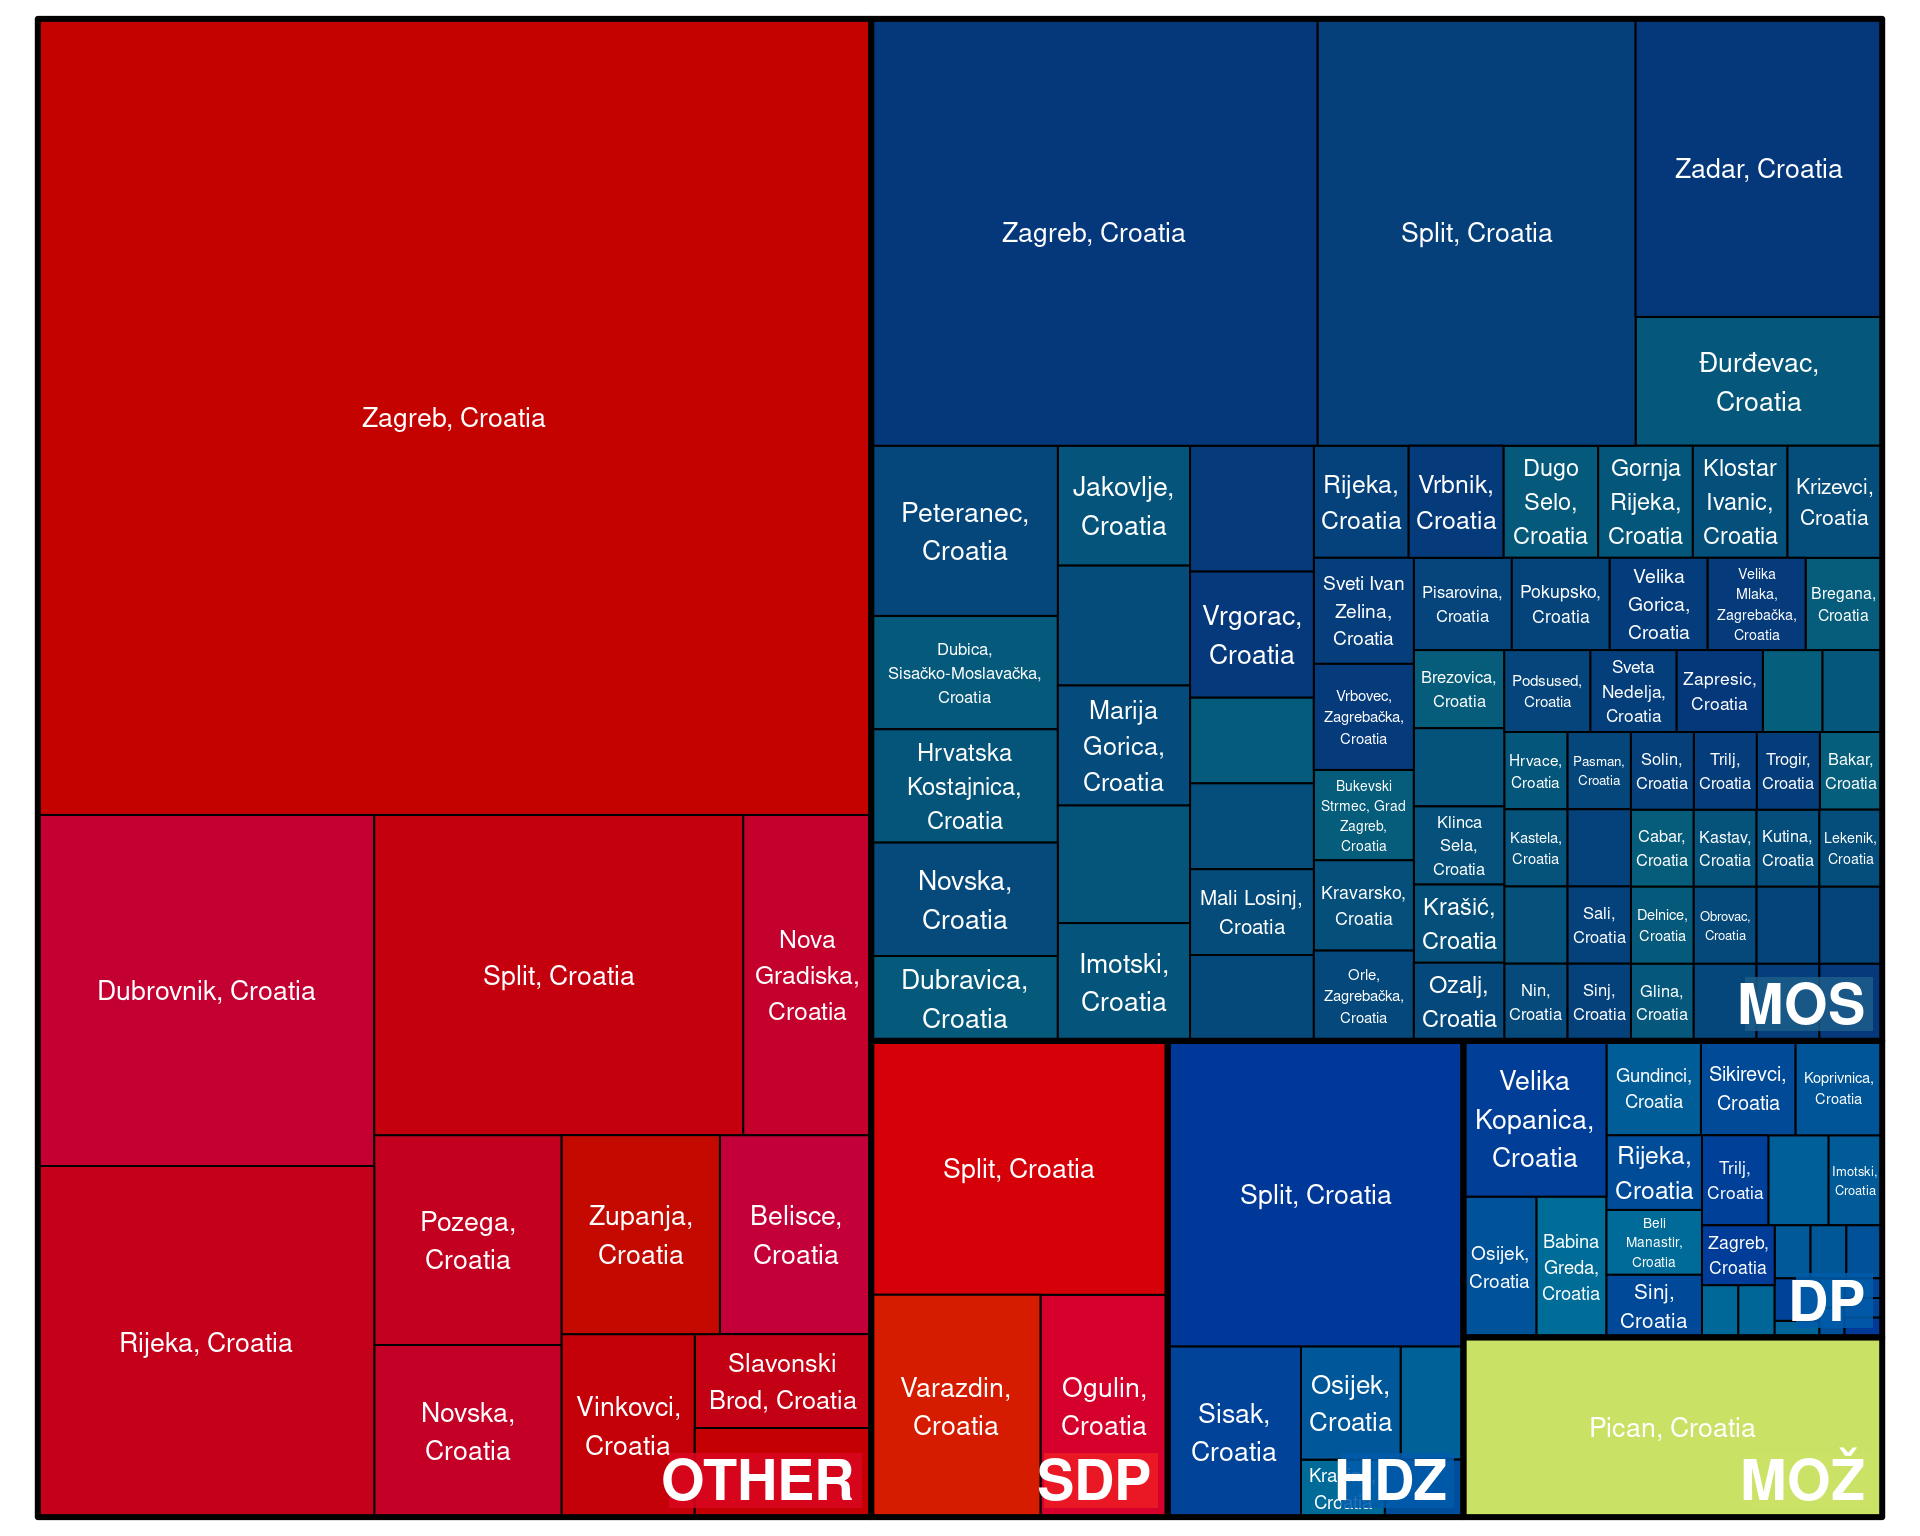 Zagreb, Croatia
Dubrovnik, Croatia
Split, Croatia
Nova
Gradiska,
Croatia
Rijeka, Croatia
Pozega,
Croatia
Zupanja,
Croatia
Belisce,
Croatia
Novska,
Croatia
Vinkovci,
Croatia
Slavonski
Brod, Croatia
OTHER
Zagreb, Croatia
Split, Croatia
Zadar, Croatia
Đurđevac,
Croatia
Peteranec,
Croatia
Dubica,
Sisačko-Moslavačka,
Croatia
Hrvatska
Kostajnica,
Croatia
Novska,
Croatia
Dubravica,
Croatia
Jakovlje,
Croatia
Marija
Gorica,
Croatia
Imotski,
Croatia
Vrgorac,
Croatia
Mali Losinj,
Croatia
Rijeka,
Croatia
Vrbnik,
Croatia
Dugo
Selo,
Croatia
Gornja
Rijeka,
Croatia
Klostar
Ivanic,
Croatia
Krizevci,
Croatia
Sveti Ivan
Zelina,
Croatia
Vrbovec,
Zagrebačka,
Croatia
Bukevski
Strmec, Grad
Zagreb,
Croatia
Kravarsko,
Croatia
Orle,
Zagrebačka,
Croatia
Pisarovina,
Croatia
Pokupsko,
Croatia
Velika
Gorica,
Croatia
Velika
Mlaka,
Zagrebačka,
Croatia
Bregana,
Croatia
Brezovica,
Croatia
Klinca
Sela,
Croatia
Krašić,
Croatia
Ozalj,
Croatia
Podsused,
Croatia
Sveta
Nedelja,
Croatia
Zapresic,
Croatia
Hrvace,
Croatia
Pasman,
Croatia
Solin,
Croatia
Trilj,
Croatia
Trogir,
Croatia
Bakar,
Croatia
Kastela,
Croatia
Cabar,
Croatia
Kastav,
Croatia
Kutina,
Croatia
Lekenik,
Croatia
Sali,
Croatia
Delnice,
Croatia
Obrovac,
Croatia
Nin,
Croatia
Sinj,
Croatia
Glina,
Croatia
MOS
Split, Croatia
Varazdin,
Croatia
Ogulin,
Croatia
SDP
Split, Croatia
Sisak,
Croatia
Osijek,
Croatia
Croatia
HDZ
Velika
Kopanica,
Croatia
Osijek,
Croatia
Babina
Greda,
Croatia
Gundinci,
Croatia
Sikirevci,
Croatia
Koprivnica,
Croatia
Rijeka,
Croatia
Beli
Manastir,
Croatia
Sinj,
Croatia
Trilj,
Croatia
Imotski,
Croatia
Zagreb,
Croatia
DP
Pican, Croatia
MOŽ